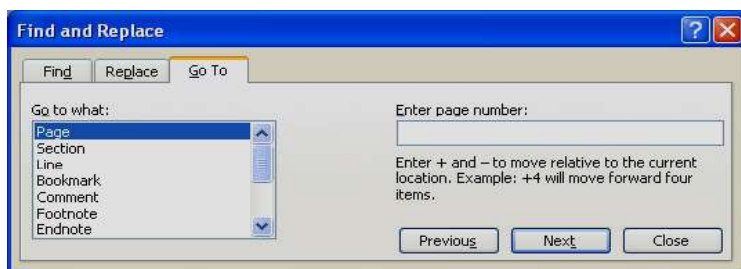 Find and Replace
Find Replace Go To
Go to what:
Page
Section
Line
Bookmark
Comment
Footnote
Endnote
Enter page number:
Enter + and – to move relative to the current
location. Example: +4 will move forward four
items.
Previous Next Close